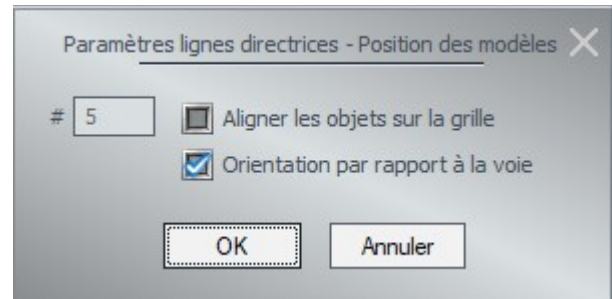 Paramètres lignes directrices - Position des modèles
# 5
Aligner les objets sur la grille
Orientation par rapport à la voie
OK Annuler